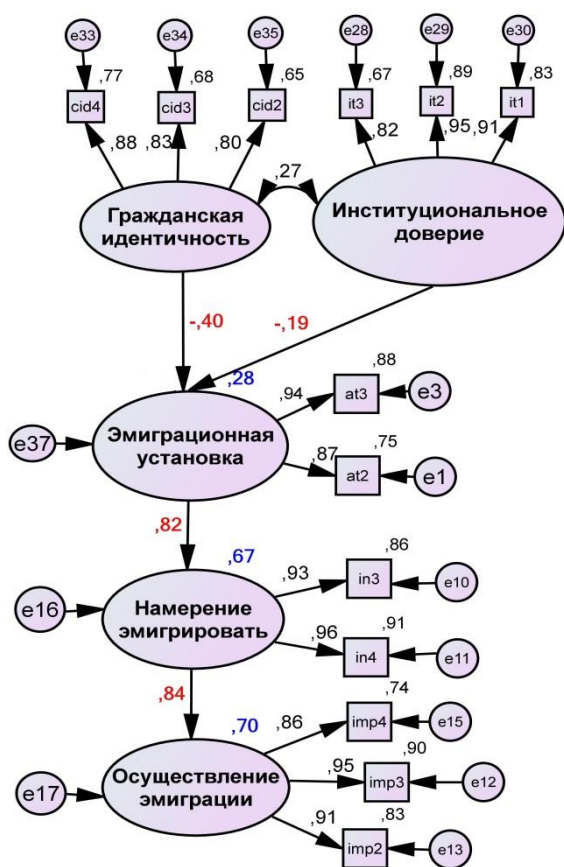 e33 e34 e35 e28 e29 e30
,77 ,68 ,65 ,67 ,89 ,83
cid4 cid3 cid2 it3 it2 it1
,88 ,83 ,80 ,82 ,95 ,91
,27
Гражданская
идентичность
Институциональное
доверие
-,40 -,19
,28 ,88
,94 at3 e3
e37
Эмиграционная
установка
,87 ,75
at2 e1
,82
,67 ,86
,93 in3 e10
e16
Намерение
эмигрировать
,91
,96 in4 e11
,84 ,74
,70 ,86 imp4 e15
,90
,95 imp3 e12
e17
Осуществление
эмиграции
,91 ,83
imp2 e13